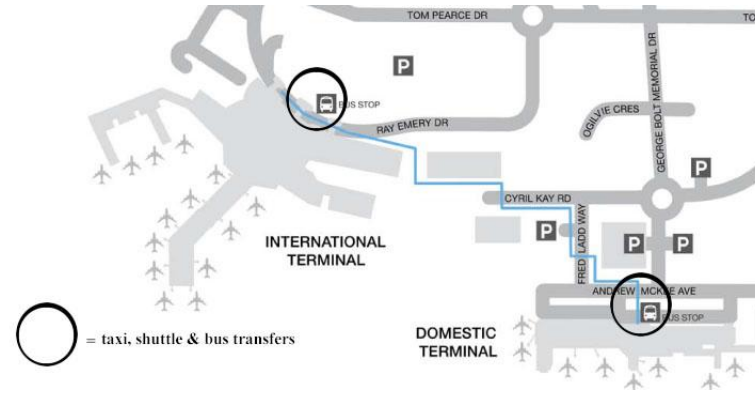 TOM PEARCE DR
TO
P
GEORGE BOLT MEMORIAL DR
BUS STOP
RAY EMERY DR
OGILVIE CRES
P
CYRIL KAY RD
FRED LADD WAY
P
P
P
INTERNATIONAL
TERMINAL
ANDREW MCKEE AVE
BUS STOP
DOMESTIC
TERMINAL
= taxi, shuttle & bus transfers